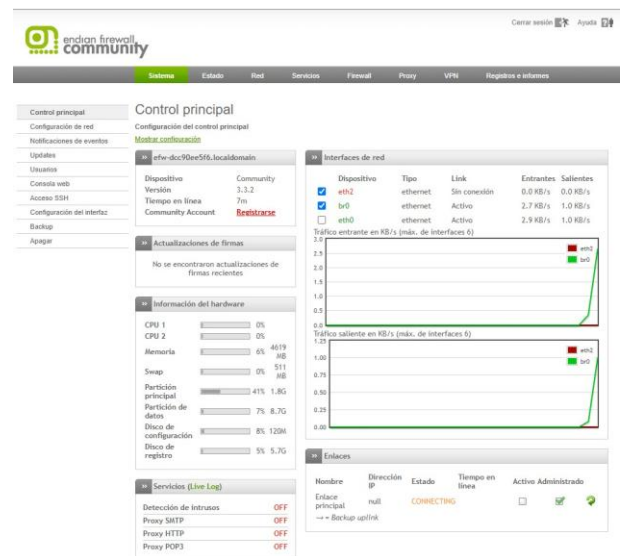 Cerrar sesión Ayuda
endian firewall
community
Sistema Estado Red Servicios Firewall Proxy VPN Registros e informes
Control principal
Configuración de red
Notificaciones de eventos
Updates
Usuarios
Consola web
Acceso SSH
Configuración del interfaz
Backup
Apagar
Control principal
Configuración del control principal
Mostrar configuración
» efw-dcc90ee5f6.localdomain
Dispositivo Community
Versión 3.3.2
Tiempo en línea 7m
Community Account Registrarse
» Actualizaciones de firmas
No se encontraron actualizaciones de
firmas recientes
» Información del hardware
CPU 1 0%
CPU 2 0%
Memoria 6% 4619 MB
Swap 0% 511 MB
Partición principal 41% 1.8G
Partición de datos 7% 8.7G
Disco de configuración 8% 120M
Disco de registro 5% 5.7G
» Servicios (Live Log)
Detección de intrusos OFF
Proxy SMTP OFF
Proxy HTTP OFF
Proxy POP3 OFF
» Interfaces de red
Dispositivo Tipo Link Entrantes Salientes
eth2 ethernet Sin conexión 0.0 KB/s 0.0 KB/s
br0 ethernet Activo 2.7 KB/s 1.0 KB/s
eth0 ethernet Activo 2.9 KB/s 1.0 KB/s
Tráfico entrante en KB/s (máx. de interfaces 6)
3.0
2.5
2.0
1.5
1.0
0.5
0.0
eth2
br0
Tráfico saliente en KB/s (máx. de interfaces 6)
1.25
1.00
0.75
0.50
0.25
0.00
eth2
br0
» Enlaces
Nombre Dirección IP Estado Tiempo en línea Activo Administrado
Enlace principal null CONNECTING
→ = Backup uplink